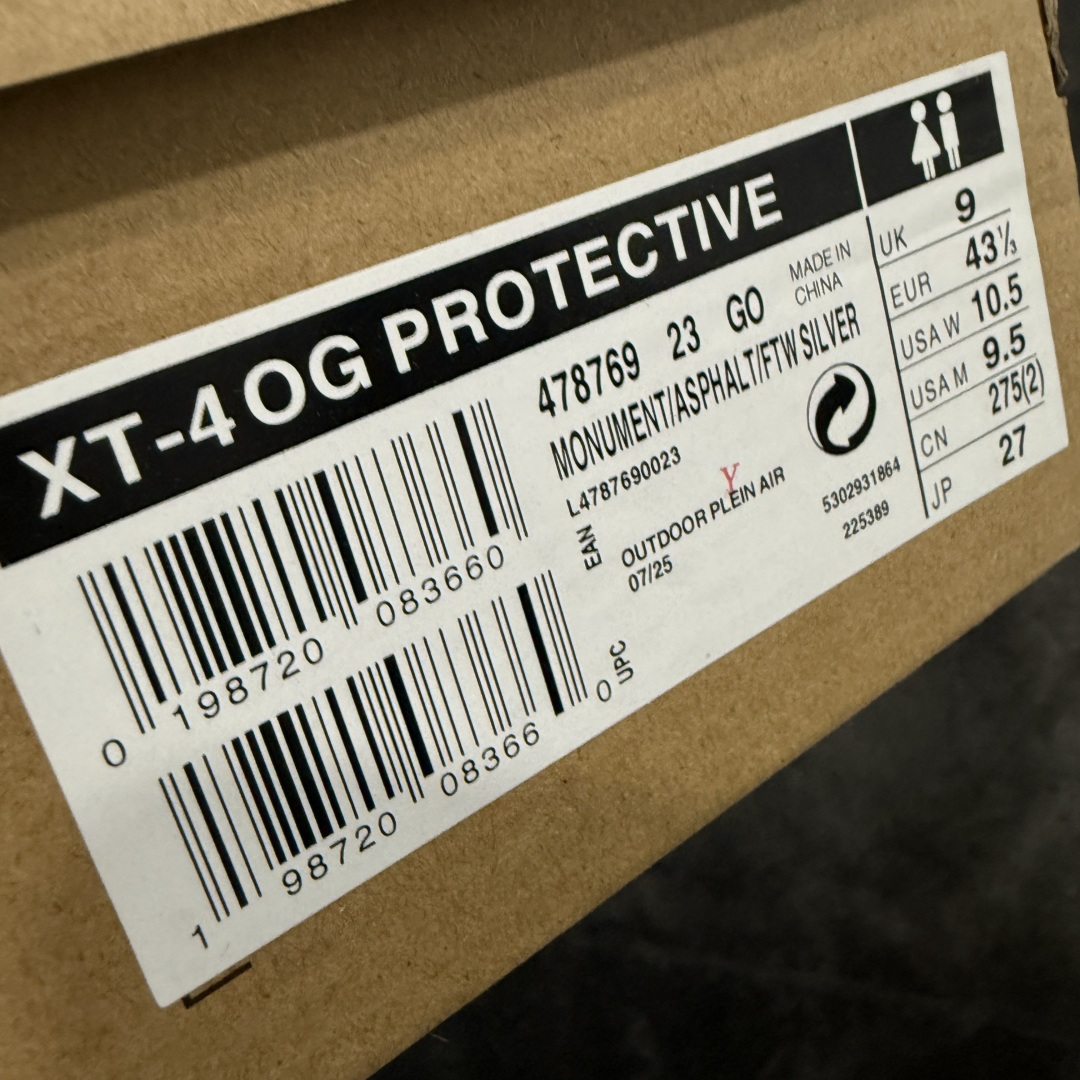 XT-4 OG PROTECTIVE
478769 23 GO
MADE IN
CHINA
MONUMENT/ASPHALT/FTW SILVER
L4787690023
Y
OUTDOOR PLEIN AIR
07/25
5302931864
225389
EAN
0 198720 083660
UPC
1 98720 08366 0
UK 9
EUR 43⅓
USA W 10.5
USA M 9.5
CN 275(2)
JP 27